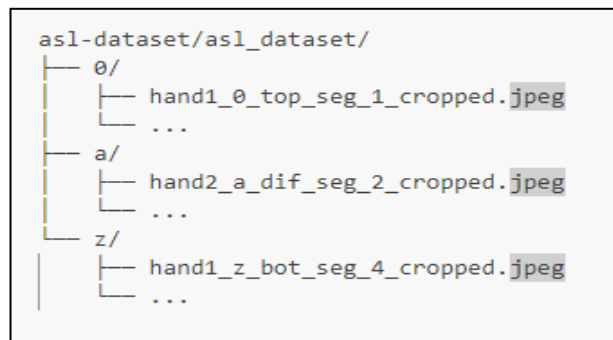 asl-dataset/asl_dataset/
├── 0/
│   ├── hand1_0_top_seg_1_cropped.jpeg
│   └── ...
├── a/
│   ├── hand2_a_dif_seg_2_cropped.jpeg
│   └── ...
└── z/
│   ├── hand1_z_bot_seg_4_cropped.jpeg
│   └── ...